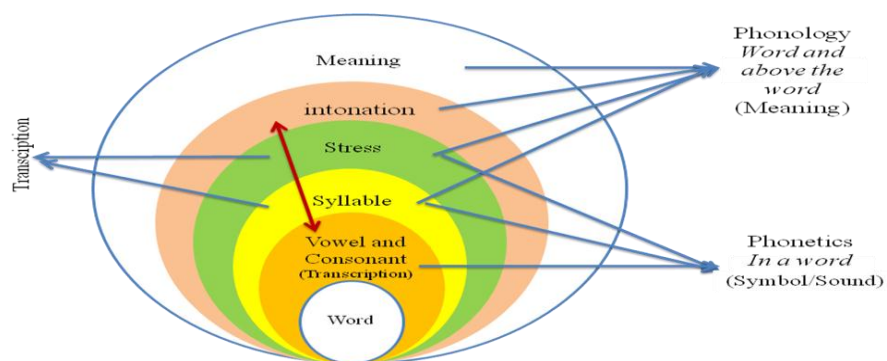 Meaning
intonation
Stress
Syllable
Vowel and
Consonant
(Transcription)
Word
Transciption
Phonology
Word and
above the
word
(Meaning)
Phonetics
In a word
(Symbol/Sound)